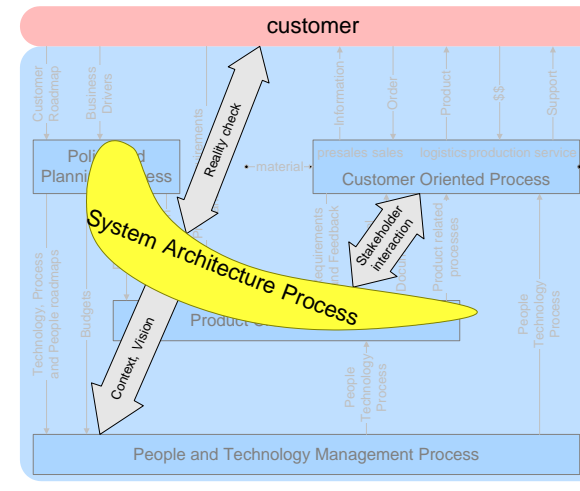 customer
Customer
Roadmap
Business
Drivers
Reality check
Information
Order
Product
$$
Support
material
presales sales logistics production service
Customer Oriented Process
System Architecture Process
Stakeholder
interaction
and Feedback
Product related
processes
Technology, Process
and People roadmaps
Budgets
Context, Vision
People
Technology
Process
People
Technology
Process
People and Technology Management Process